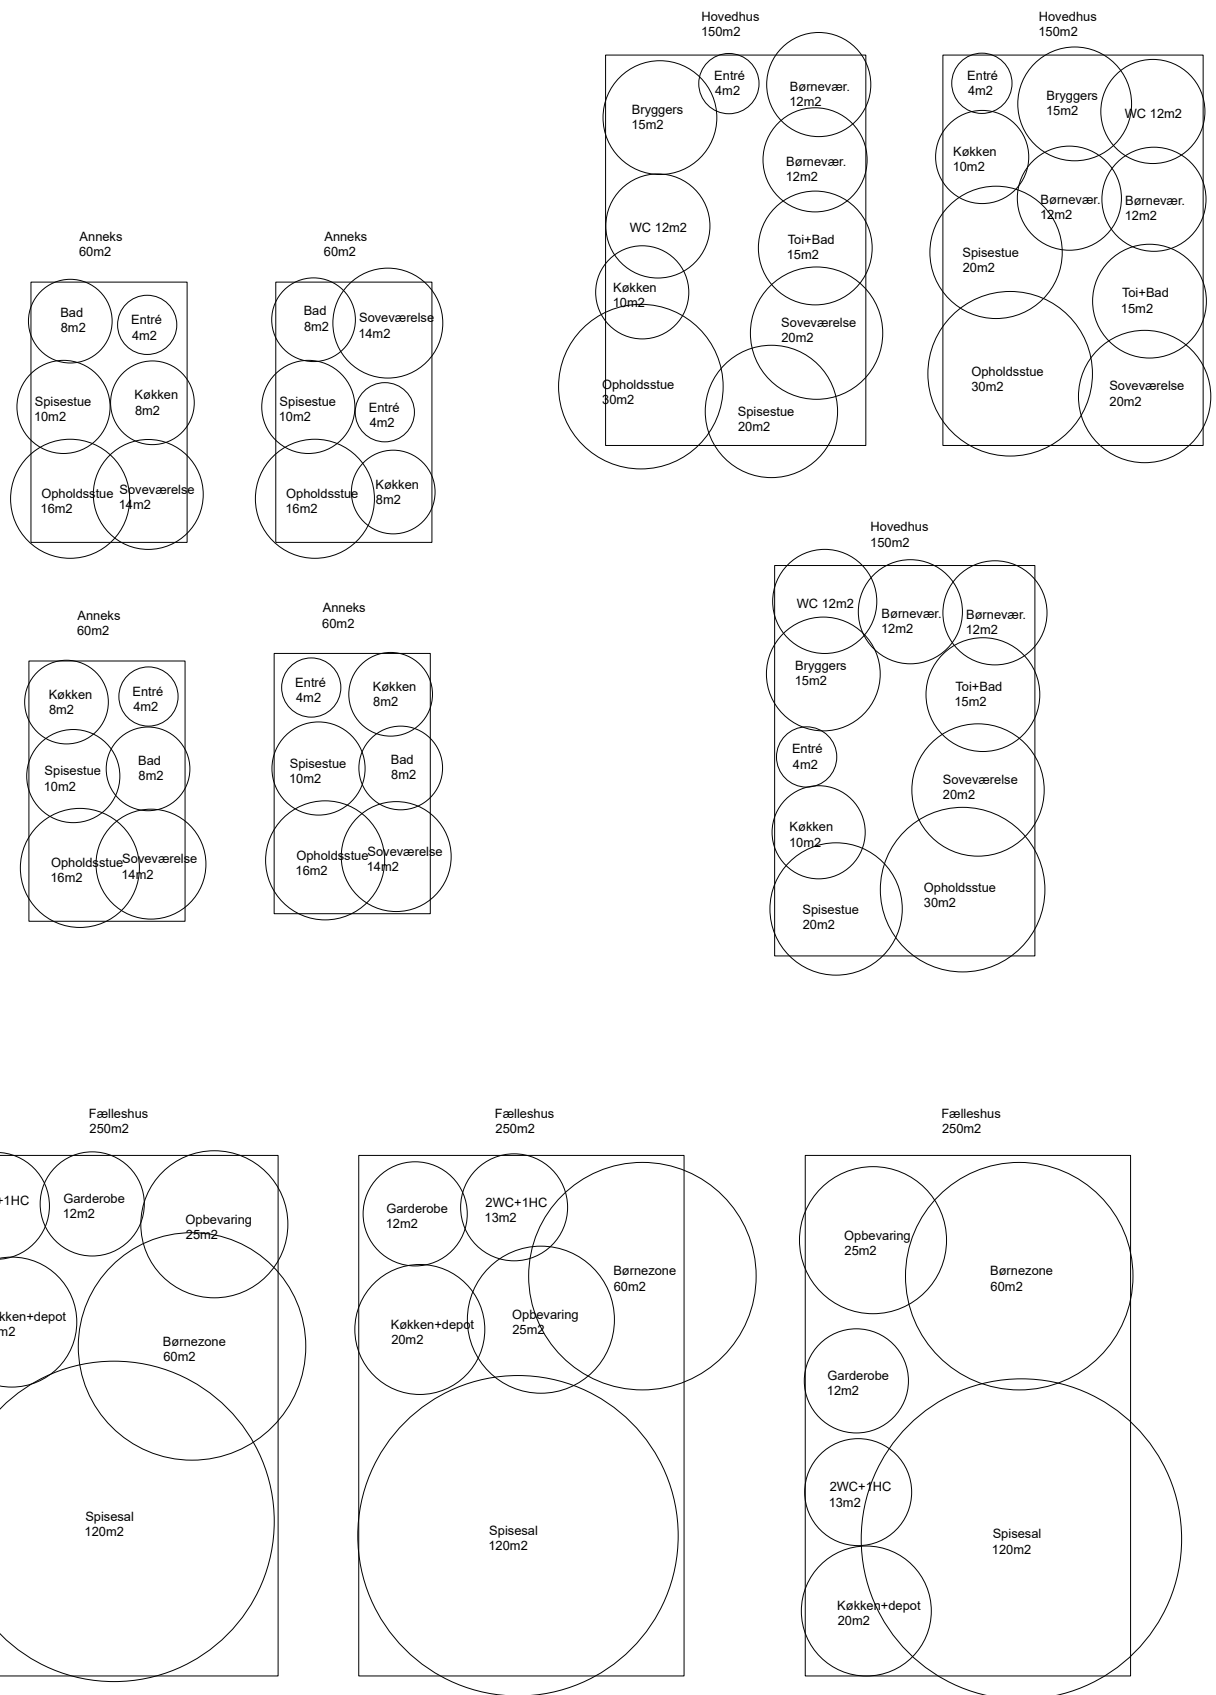 Hovedhus
150m2
Entré
4m2
Bryggers
15m2
Børnevær.
12m2
Børnevær.
12m2
WC 12m2
Toi+Bad
15m2
Køkken
10m2
Soveværelse
20m2
Opholdsstue
30m2
Spisestue
20m2
Hovedhus
150m2
Entré
4m2
Bryggers
15m2
WC 12m2
Køkken
10m2
Børnevær.
12m2
Børnevær.
12m2
Spisestue
20m2
Toi+Bad
15m2
Opholdsstue
30m2
Soveværelse
20m2
Anneks
60m2
Bad
8m2
Entré
4m2
Spisestue
10m2
Køkken
8m2
Opholdsstue
16m2
Soveværelse
14m2
Anneks
60m2
Bad
8m2
Soveværelse
14m2
Spisestue
10m2
Entré
4m2
Opholdsstue
16m2
Køkken
8m2
Hovedhus
150m2
WC 12m2
Børnevær.
12m2
Børnevær.
12m2
Bryggers
15m2
Toi+Bad
15m2
Entré
4m2
Soveværelse
20m2
Køkken
10m2
Opholdsstue
30m2
Spisestue
20m2
Anneks
60m2
Køkken
8m2
Entré
4m2
Spisestue
10m2
Bad
8m2
Opholdsstue
16m2
Soveværelse
14m2
Anneks
60m2
Entré
4m2
Køkken
8m2
Spisestue
10m2
Bad
8m2
Opholdsstue
16m2
Soveværelse
14m2
Fælleshus
250m2
+1HC
Garderobe
12m2
Opbevaring
25m2
kken+depot
m2
Børnezone
60m2
Spisesal
120m2
Fælleshus
250m2
Garderobe
12m2
2WC+1HC
13m2
Børnezone
60m2
Køkken+depot
20m2
Opbevaring
25m2
Spisesal
120m2
Fælleshus
250m2
Opbevaring
25m2
Børnezone
60m2
Garderobe
12m2
2WC+1HC
13m2
Spisesal
120m2
Køkken+depot
20m2